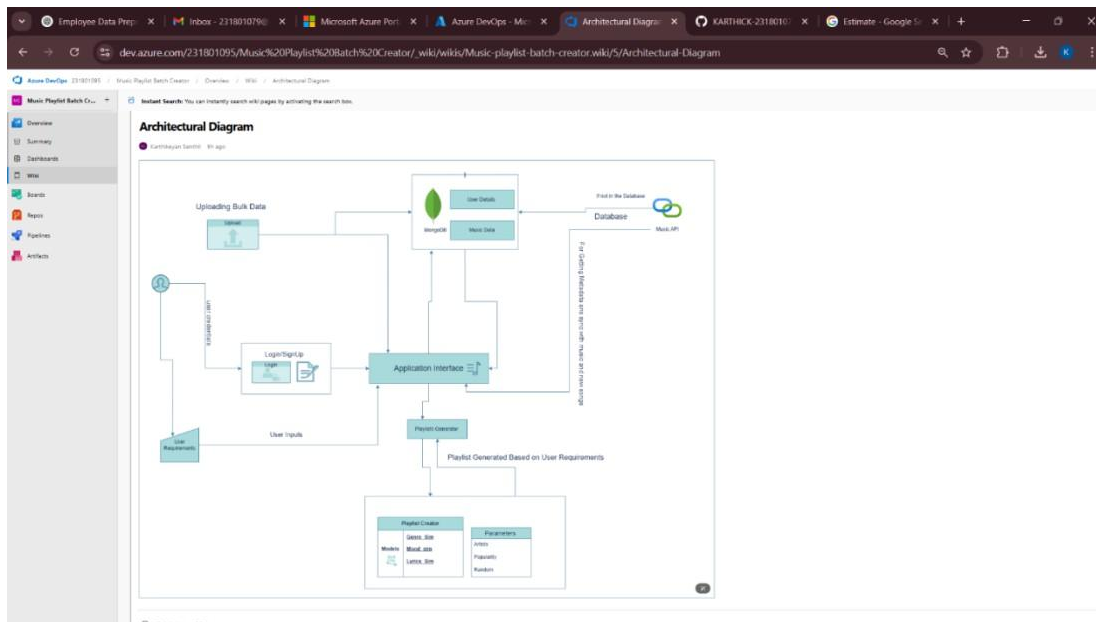 Employee Data Prep
Inbox - 231801079@
Microsoft Azure Port
Azure DevOps - Micr
Architectural Diagram
KARTHICK-2318010
Estimate - Google Se
dev.azure.com/231801095/Music%20Playlist%20Batch%20Creator/_wiki/wikis/Music-playlist-batch-creator.wiki/5/Architectural-Diagram
K
Azure DevOps 231801095 / Music Playlist Batch Creator / Overview / Wiki / Architectural Diagram
Music Playlist Batch Cr...
Instant Search: You can instantly search wiki pages by activating the search box.
Overview
Summary
Dashboards
Wiki
Boards
Repos
Pipelines
Artifacts
Architectural Diagram
Karthikeyan Senthil 1h ago
Uploading Bulk Data
Upload
MongoDB
User Details
Music Data
Database
Music API
For Getting Metadata and sync with music and new songs
user credentials
Login/SignUp
Login
Application Interface
User Requirements
User Inputs
Playlist Generator
Playlist Generated Based on User Requirements
Playlist Creator
Models
Genre_Sim
Mood_sim
Lyrics_Sim
Parameters
Artists
Popularity
Random